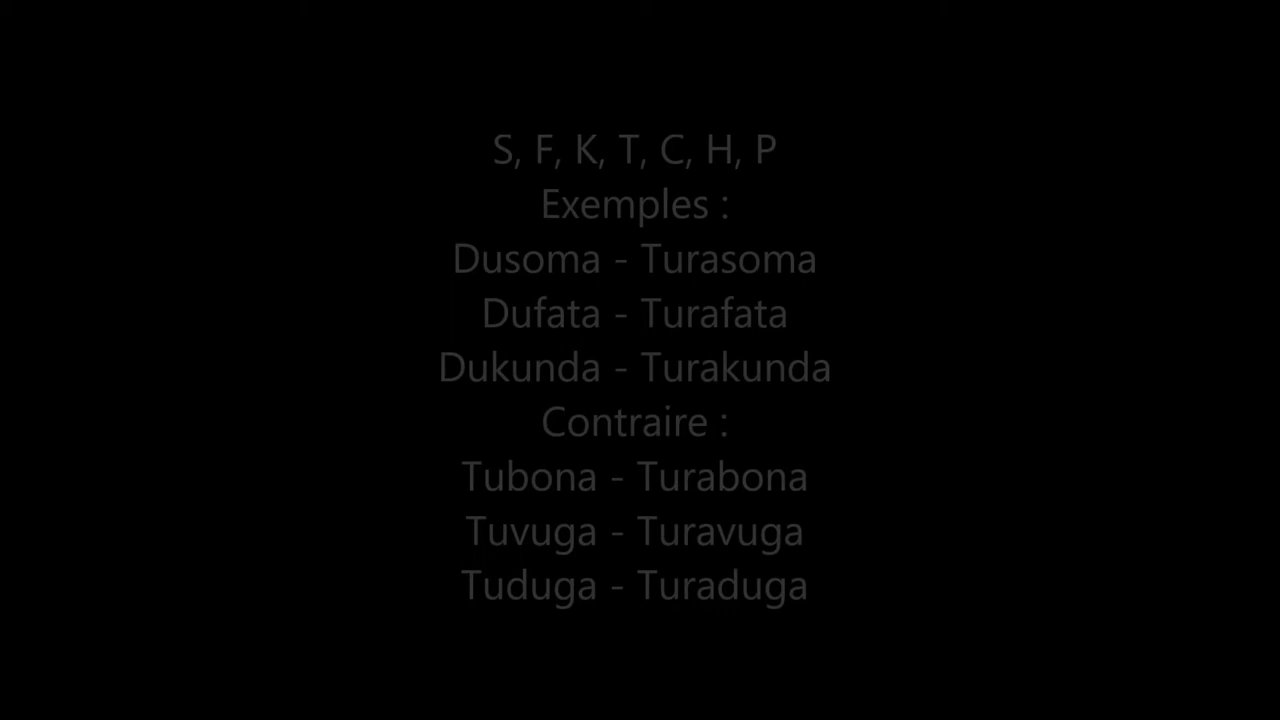 S, F, K, T, C, H, P
Exemples :
Dusoma - Turasoma
Dufata - Turafata
Dukunda - Turakunda
Contraire :
Tubona - Turabona
Tuvuga - Turavuga
Tuduga - Turaduga